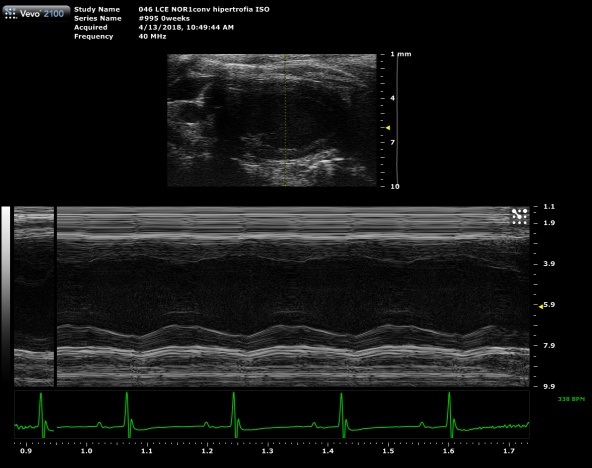 Vevo 2100
Study Name 046 LCE NOR1conv hipertrofia ISO
Series Name #995 0weeks
Acquired 4/13/2018, 10:49:44 AM
Frequency 40 MHz
1 mm
4
7
10
1.1
1.9
3.9
5.9
7.9
9.9
338 BPM
0.9 1.0 1.1 1.2 1.3 1.4 1.5 1.6 1.7